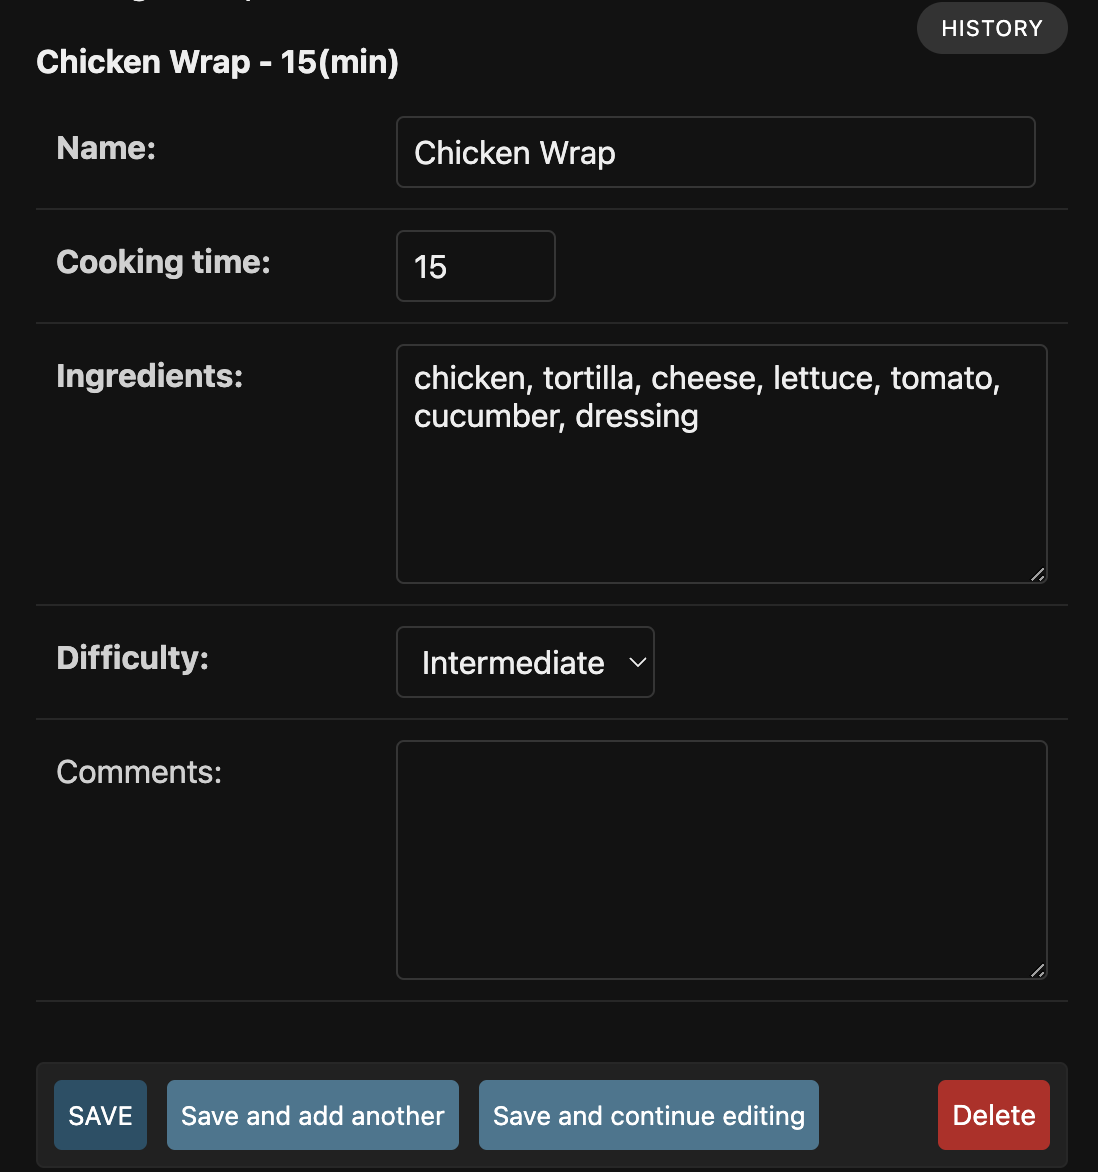 HISTORY
Chicken Wrap - 15(min)
Name:
Chicken Wrap
Cooking time:
15
Ingredients:
chicken, tortilla, cheese, lettuce, tomato,
cucumber, dressing
Difficulty:
Intermediate
Comments:
SAVE
Save and add another
Save and continue editing
Delete